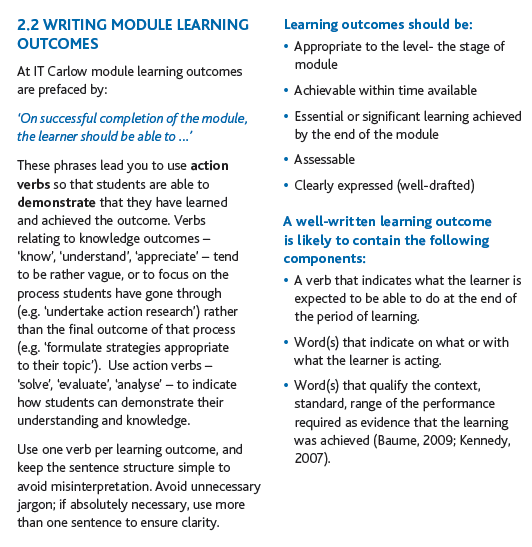 2.2 WRITING MODULE LEARNING
OUTCOMES
At IT Carlow module learning outcomes
are prefaced by:
‘On successful completion of the module,
the learner should be able to ...’
These phrases lead you to use action
verbs so that students are able to
demonstrate that they have learned
and achieved the outcome. Verbs
relating to knowledge outcomes –
‘know’, ‘understand’, ‘appreciate’ – tend
to be rather vague, or to focus on the
process students have gone through
(e.g. ‘undertake action research’) rather
than the final outcome of that process
(e.g. ‘formulate strategies appropriate
to their topic’). Use action verbs –
‘solve’, ‘evaluate’, ‘analyse’ – to indicate
how students can demonstrate their
understanding and knowledge.
Use one verb per learning outcome, and
keep the sentence structure simple to
avoid misinterpretation. Avoid unnecessary
jargon; if absolutely necessary, use more
than one sentence to ensure clarity.
Learning outcomes should be:
• Appropriate to the level- the stage of
module
• Achievable within time available
• Essential or significant learning achieved
by the end of the module
• Assessable
• Clearly expressed (well-drafted)
A well-written learning outcome
is likely to contain the following
components:
• A verb that indicates what the learner is
expected to be able to do at the end of
the period of learning.
• Word(s) that indicate on what or with
what the learner is acting.
• Word(s) that qualify the context,
standard, range of the performance
required as evidence that the learning
was achieved (Baume, 2009; Kennedy,
2007).